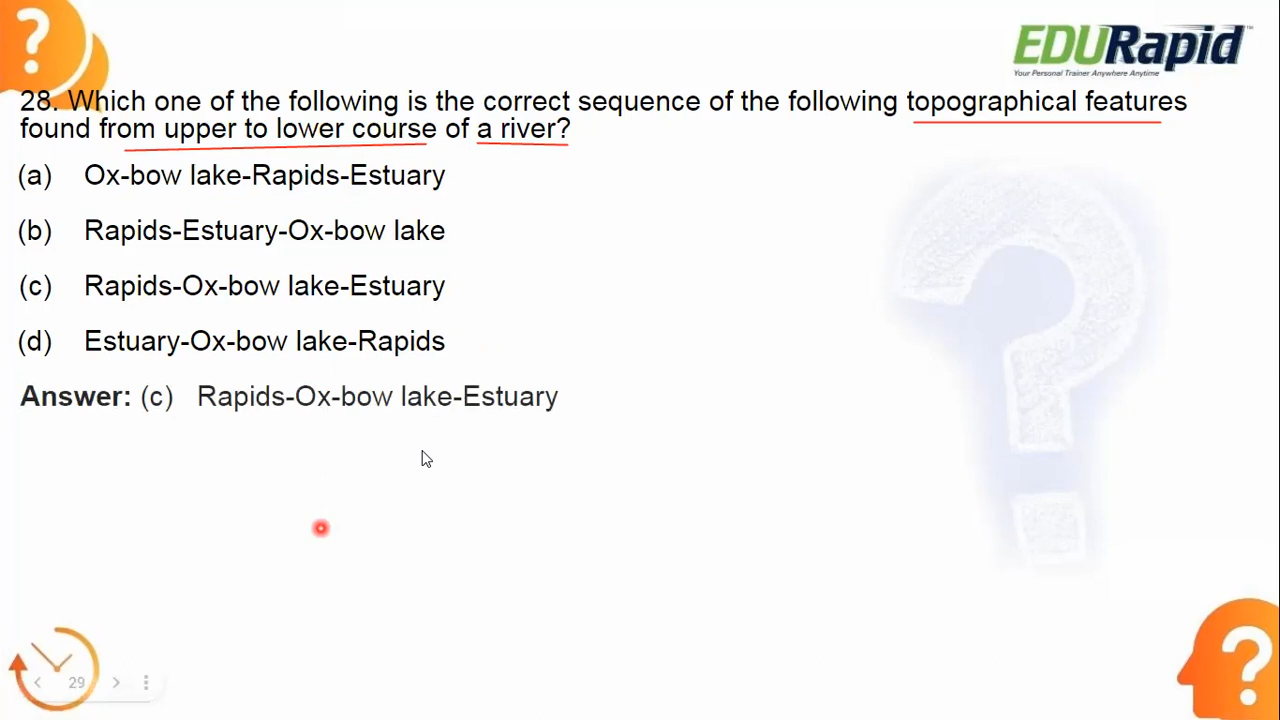 EDURapid™
Your Personal Trainer Anywhere Anytime
28. Which one of the following is the correct sequence of the following topographical features
found from upper to lower course of a river?
(a) Ox-bow lake-Rapids-Estuary
(b) Rapids-Estuary-Ox-bow lake
(c) Rapids-Ox-bow lake-Estuary
(d) Estuary-Ox-bow lake-Rapids
Answer: (c) Rapids-Ox-bow lake-Estuary
29